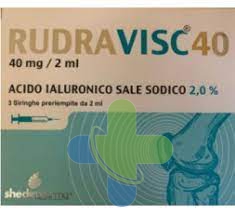 RUDRAVISC® 40
40 mg / 2 ml
ACIDO IALURONICO SALE SODICO 2,0 %
3 Siringhe preriempite da 2 ml